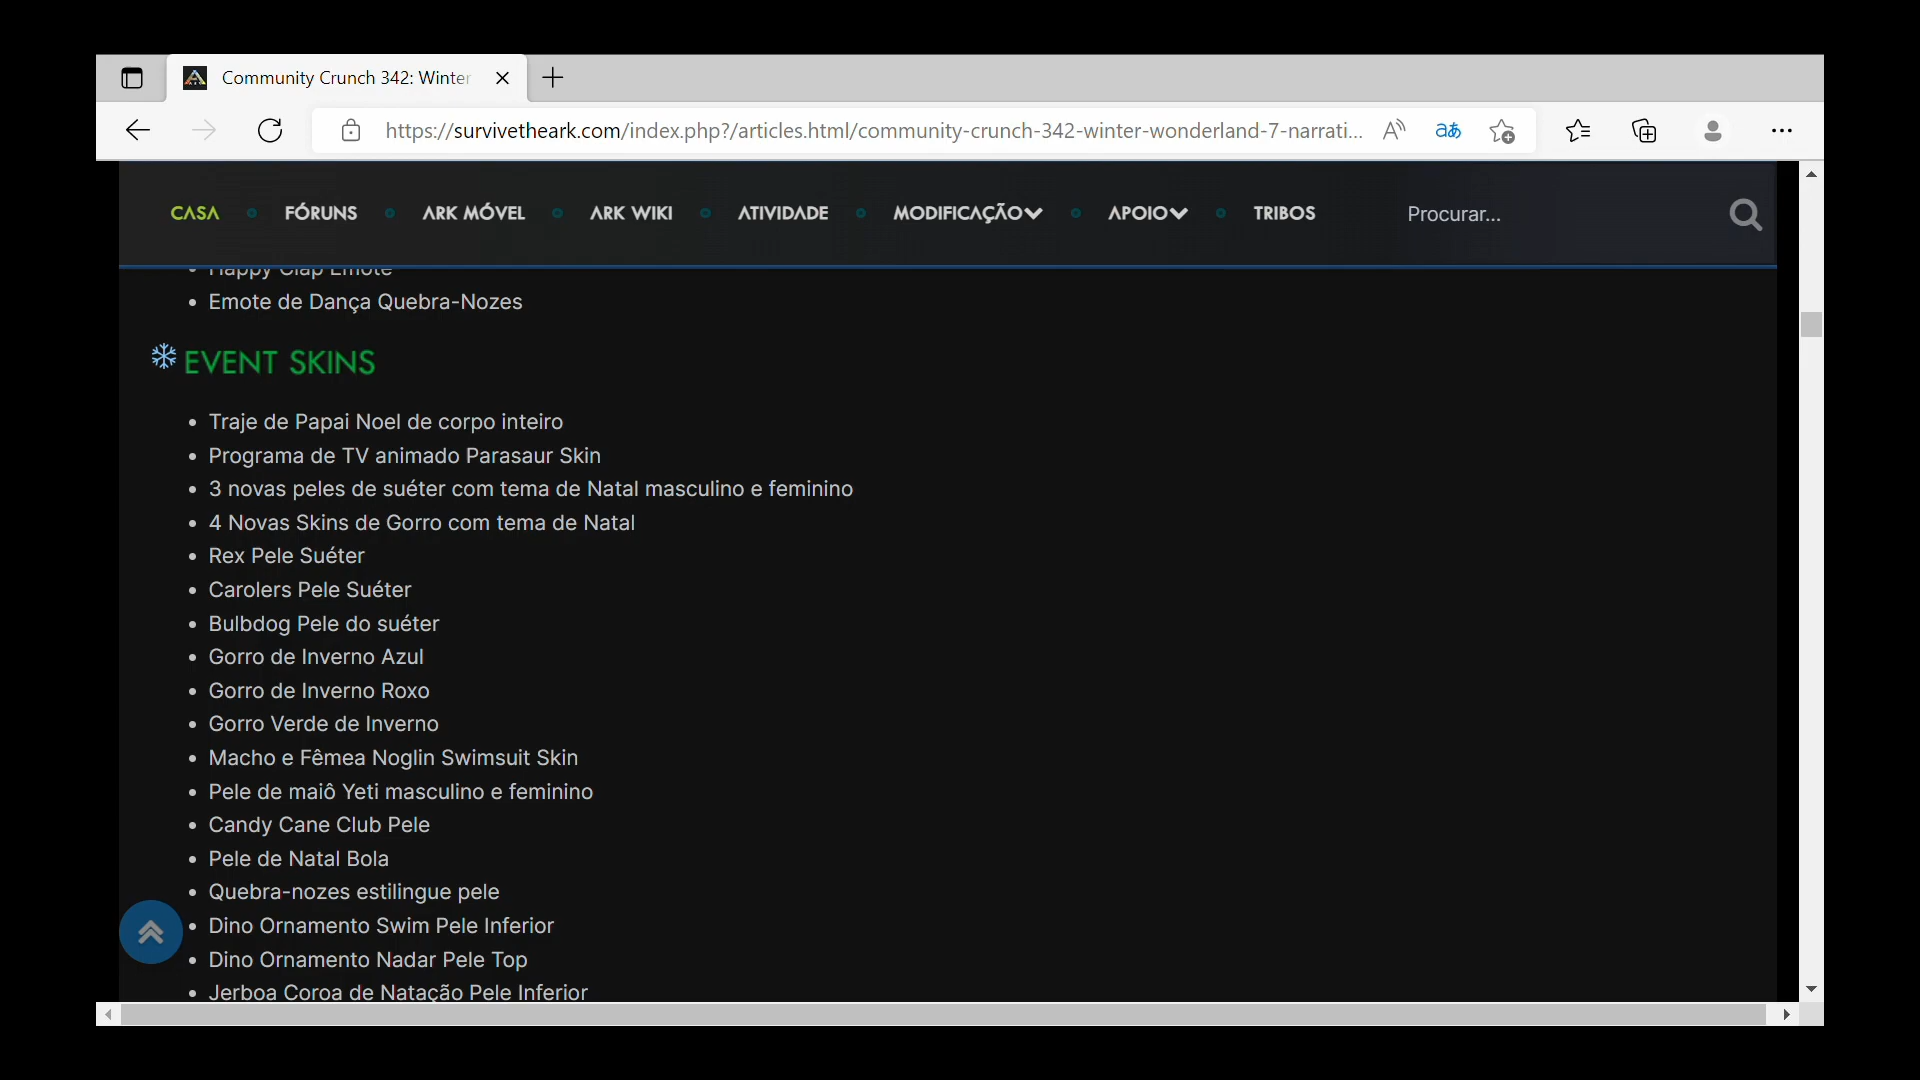 Community Crunch 342: Winter
https://survivetheark.com/index.php?/articles.html/community-crunch-342-winter-wonderland-7-narrati...
CASA FÓRUNS ARK MÓVEL ARK WIKI ATIVIDADE MODIFICAÇÃO APOIO TRIBOS Procurar...
Happy Clap Emote
Emote de Dança Quebra-Nozes
EVENT SKINS
Traje de Papai Noel de corpo inteiro
Programa de TV animado Parasaur Skin
3 novas peles de suéter com tema de Natal masculino e feminino
4 Novas Skins de Gorro com tema de Natal
Rex Pele Suéter
Carolers Pele Suéter
Bulbdog Pele do suéter
Gorro de Inverno Azul
Gorro de Inverno Roxo
Gorro Verde de Inverno
Macho e Fêmea Noglin Swimsuit Skin
Pele de maiô Yeti masculino e feminino
Candy Cane Club Pele
Pele de Natal Bola
Quebra-nozes estilingue pele
Dino Ornamento Swim Pele Inferior
Dino Ornamento Nadar Pele Top
Jerboa Coroa de Natação Pele Inferior